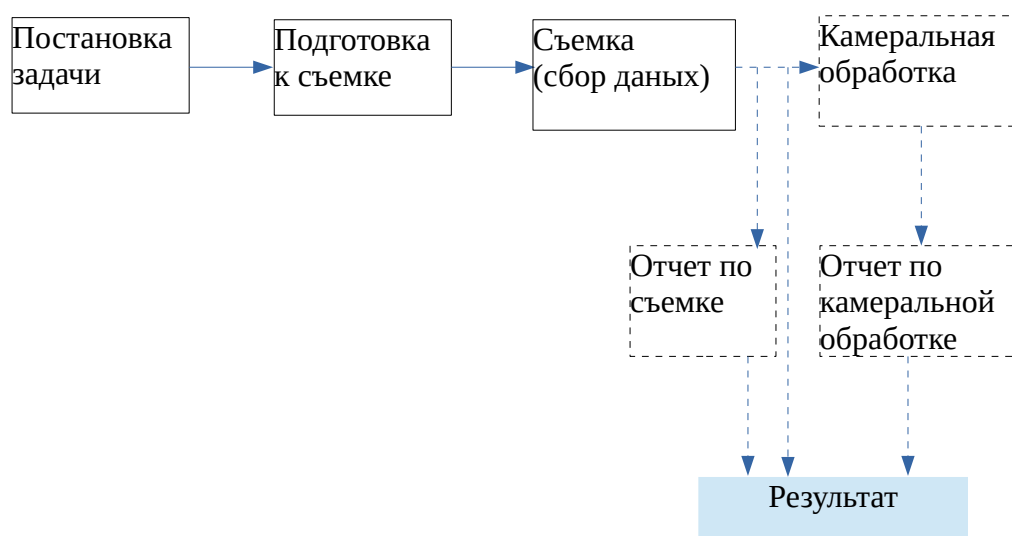 Постановка
задачи
Подготовка
к съемке
Съемка
(сбор даных)
Камеральная
обработка
Отчет по
съемке
Отчет по
камеральной
обработке
Результат